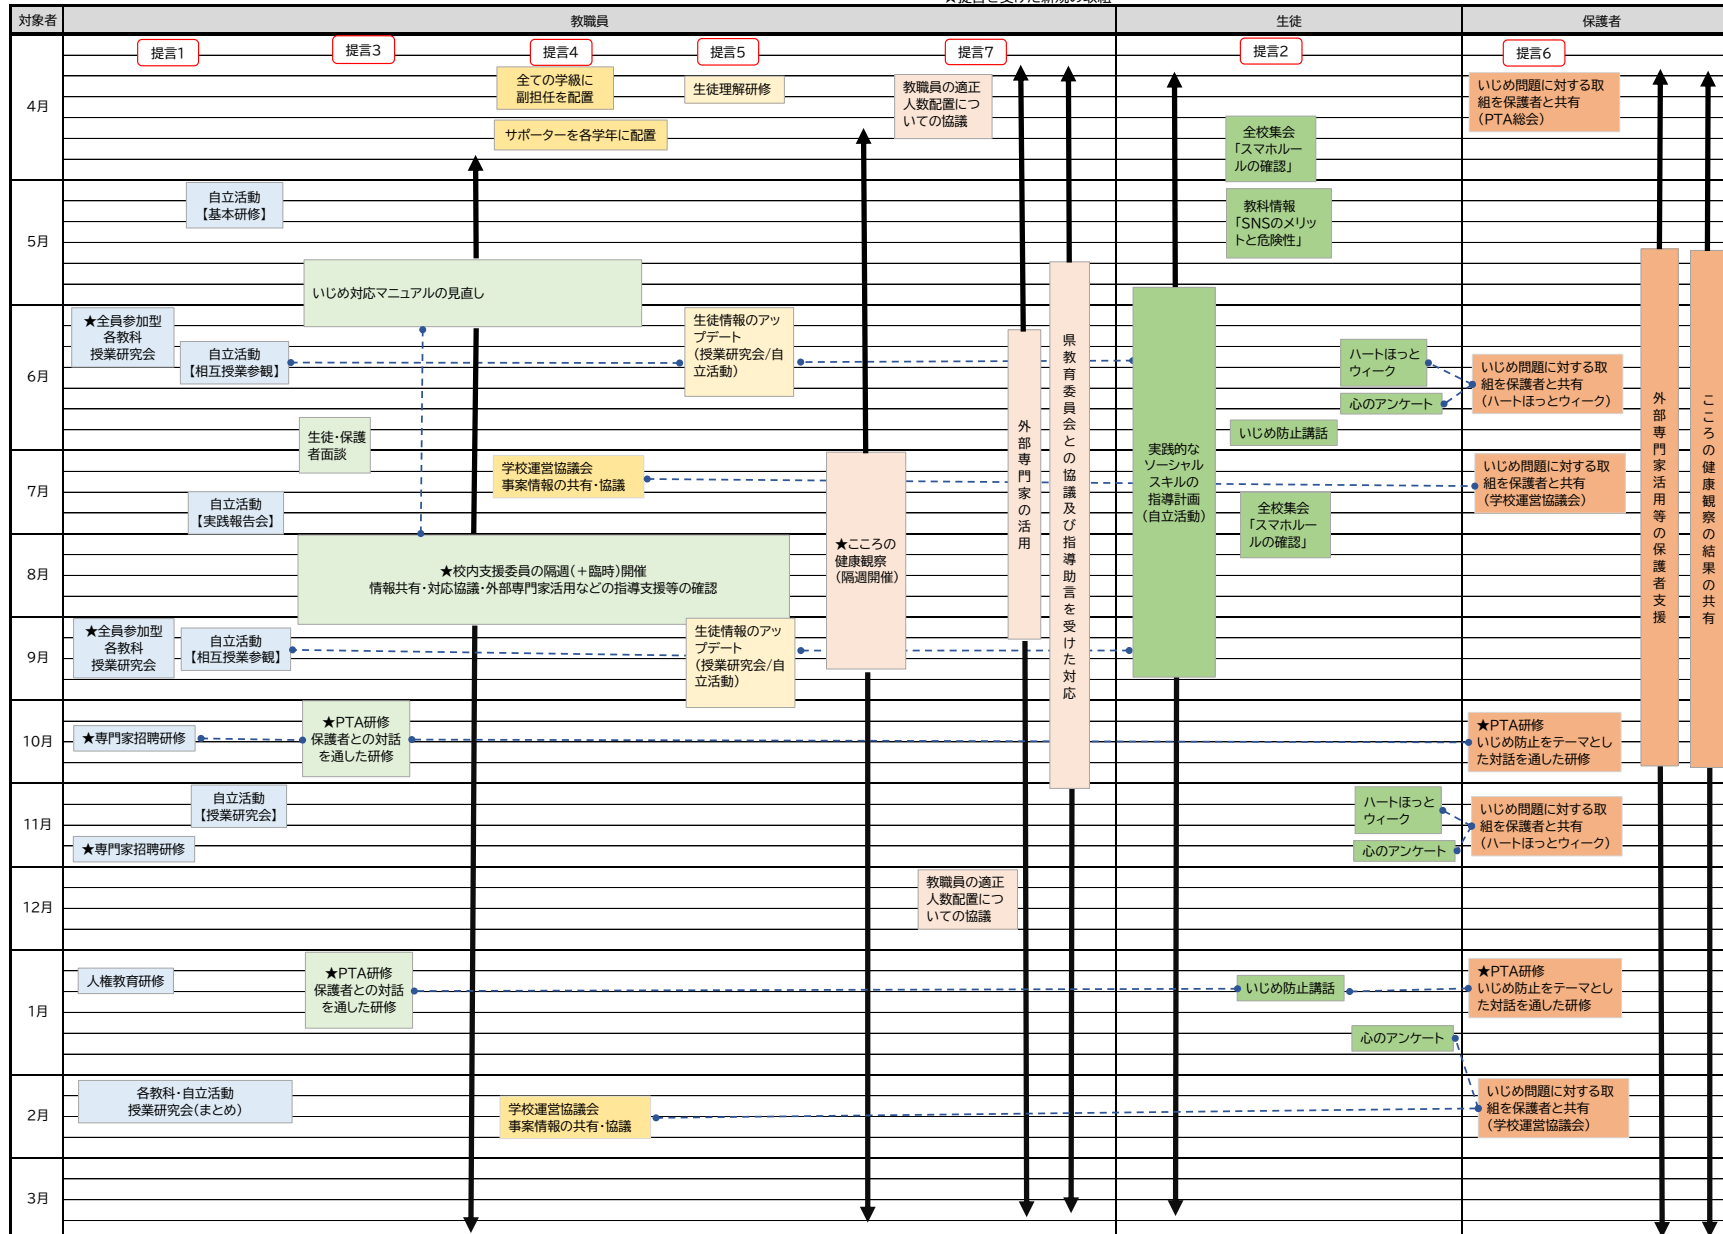 ★提言を受けた新規の取組
対象者
教職員
生徒
保護者
提言1
提言3
提言4
提言5
提言7
提言2
提言6
4月
全ての学級に
副担任を配置
生徒理解研修
教職員の適正
人数配置につ
いての協議
いじめ問題に対する取
組を保護者と共有
(PTA総会)
サポーターを各学年に配置
全校集会
「スマホルー
ルの確認」
5月
自立活動
【基本研修】
教科情報
「SNSのメリッ
トと危険性」
いじめ対応マニュアルの見直し
6月
★全員参加型
各教科
授業研究会
自立活動
【相互授業参観】
生徒情報のアッ
プデート
(授業研究会/自
立活動)
ハートほっと
ウィーク
心のアンケート
いじめ問題に対する取
組を保護者と共有
(ハートほっとウィーク)
生徒・保護
者面談
いじめ防止講話
外部専門家の活用
県教育委員会との協議及び指導助言を受けた対応
実践的な
ソーシャル
スキルの
指導計画
(自立活動)
外部専門家活用等の保護者支援
こころの健康観察の結果の共有
7月
学校運営協議会
事案情報の共有・協議
いじめ問題に対する取
組を保護者と共有
(学校運営協議会)
自立活動
【実践報告会】
全校集会
「スマホルー
ルの確認」
8月
★校内支援委員の隔週(+臨時)開催
情報共有・対応協議・外部専門家活用などの指導支援等の確認
★こころの
健康観察
(隔週開催)
9月
★全員参加型
各教科
授業研究会
自立活動
【相互授業参観】
生徒情報のアッ
プデート
(授業研究会/自
立活動)
10月
★専門家招聘研修
★PTA研修
保護者との対話
を通した研修
★PTA研修
いじめ防止をテーマとし
た対話を通した研修
11月
自立活動
【授業研究会】
★専門家招聘研修
ハートほっと
ウィーク
心のアンケート
いじめ問題に対する取
組を保護者と共有
(ハートほっとウィーク)
12月
教職員の適正
人数配置につ
いての協議
1月
人権教育研修
★PTA研修
保護者との対話
を通した研修
いじめ防止講話
★PTA研修
いじめ防止をテーマとし
た対話を通した研修
心のアンケート
2月
各教科・自立活動
授業研究会(まとめ)
学校運営協議会
事案情報の共有・協議
いじめ問題に対する取
組を保護者と共有
(学校運営協議会)
3月